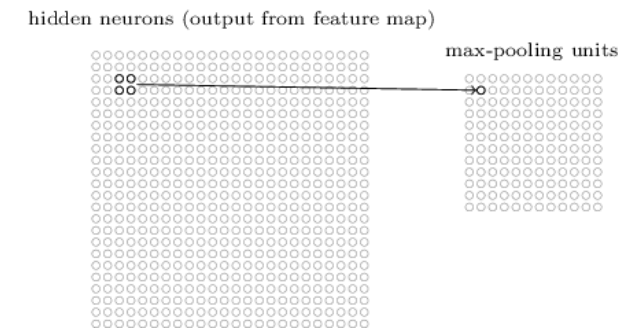 hidden neurons (output from feature map)
max-pooling units